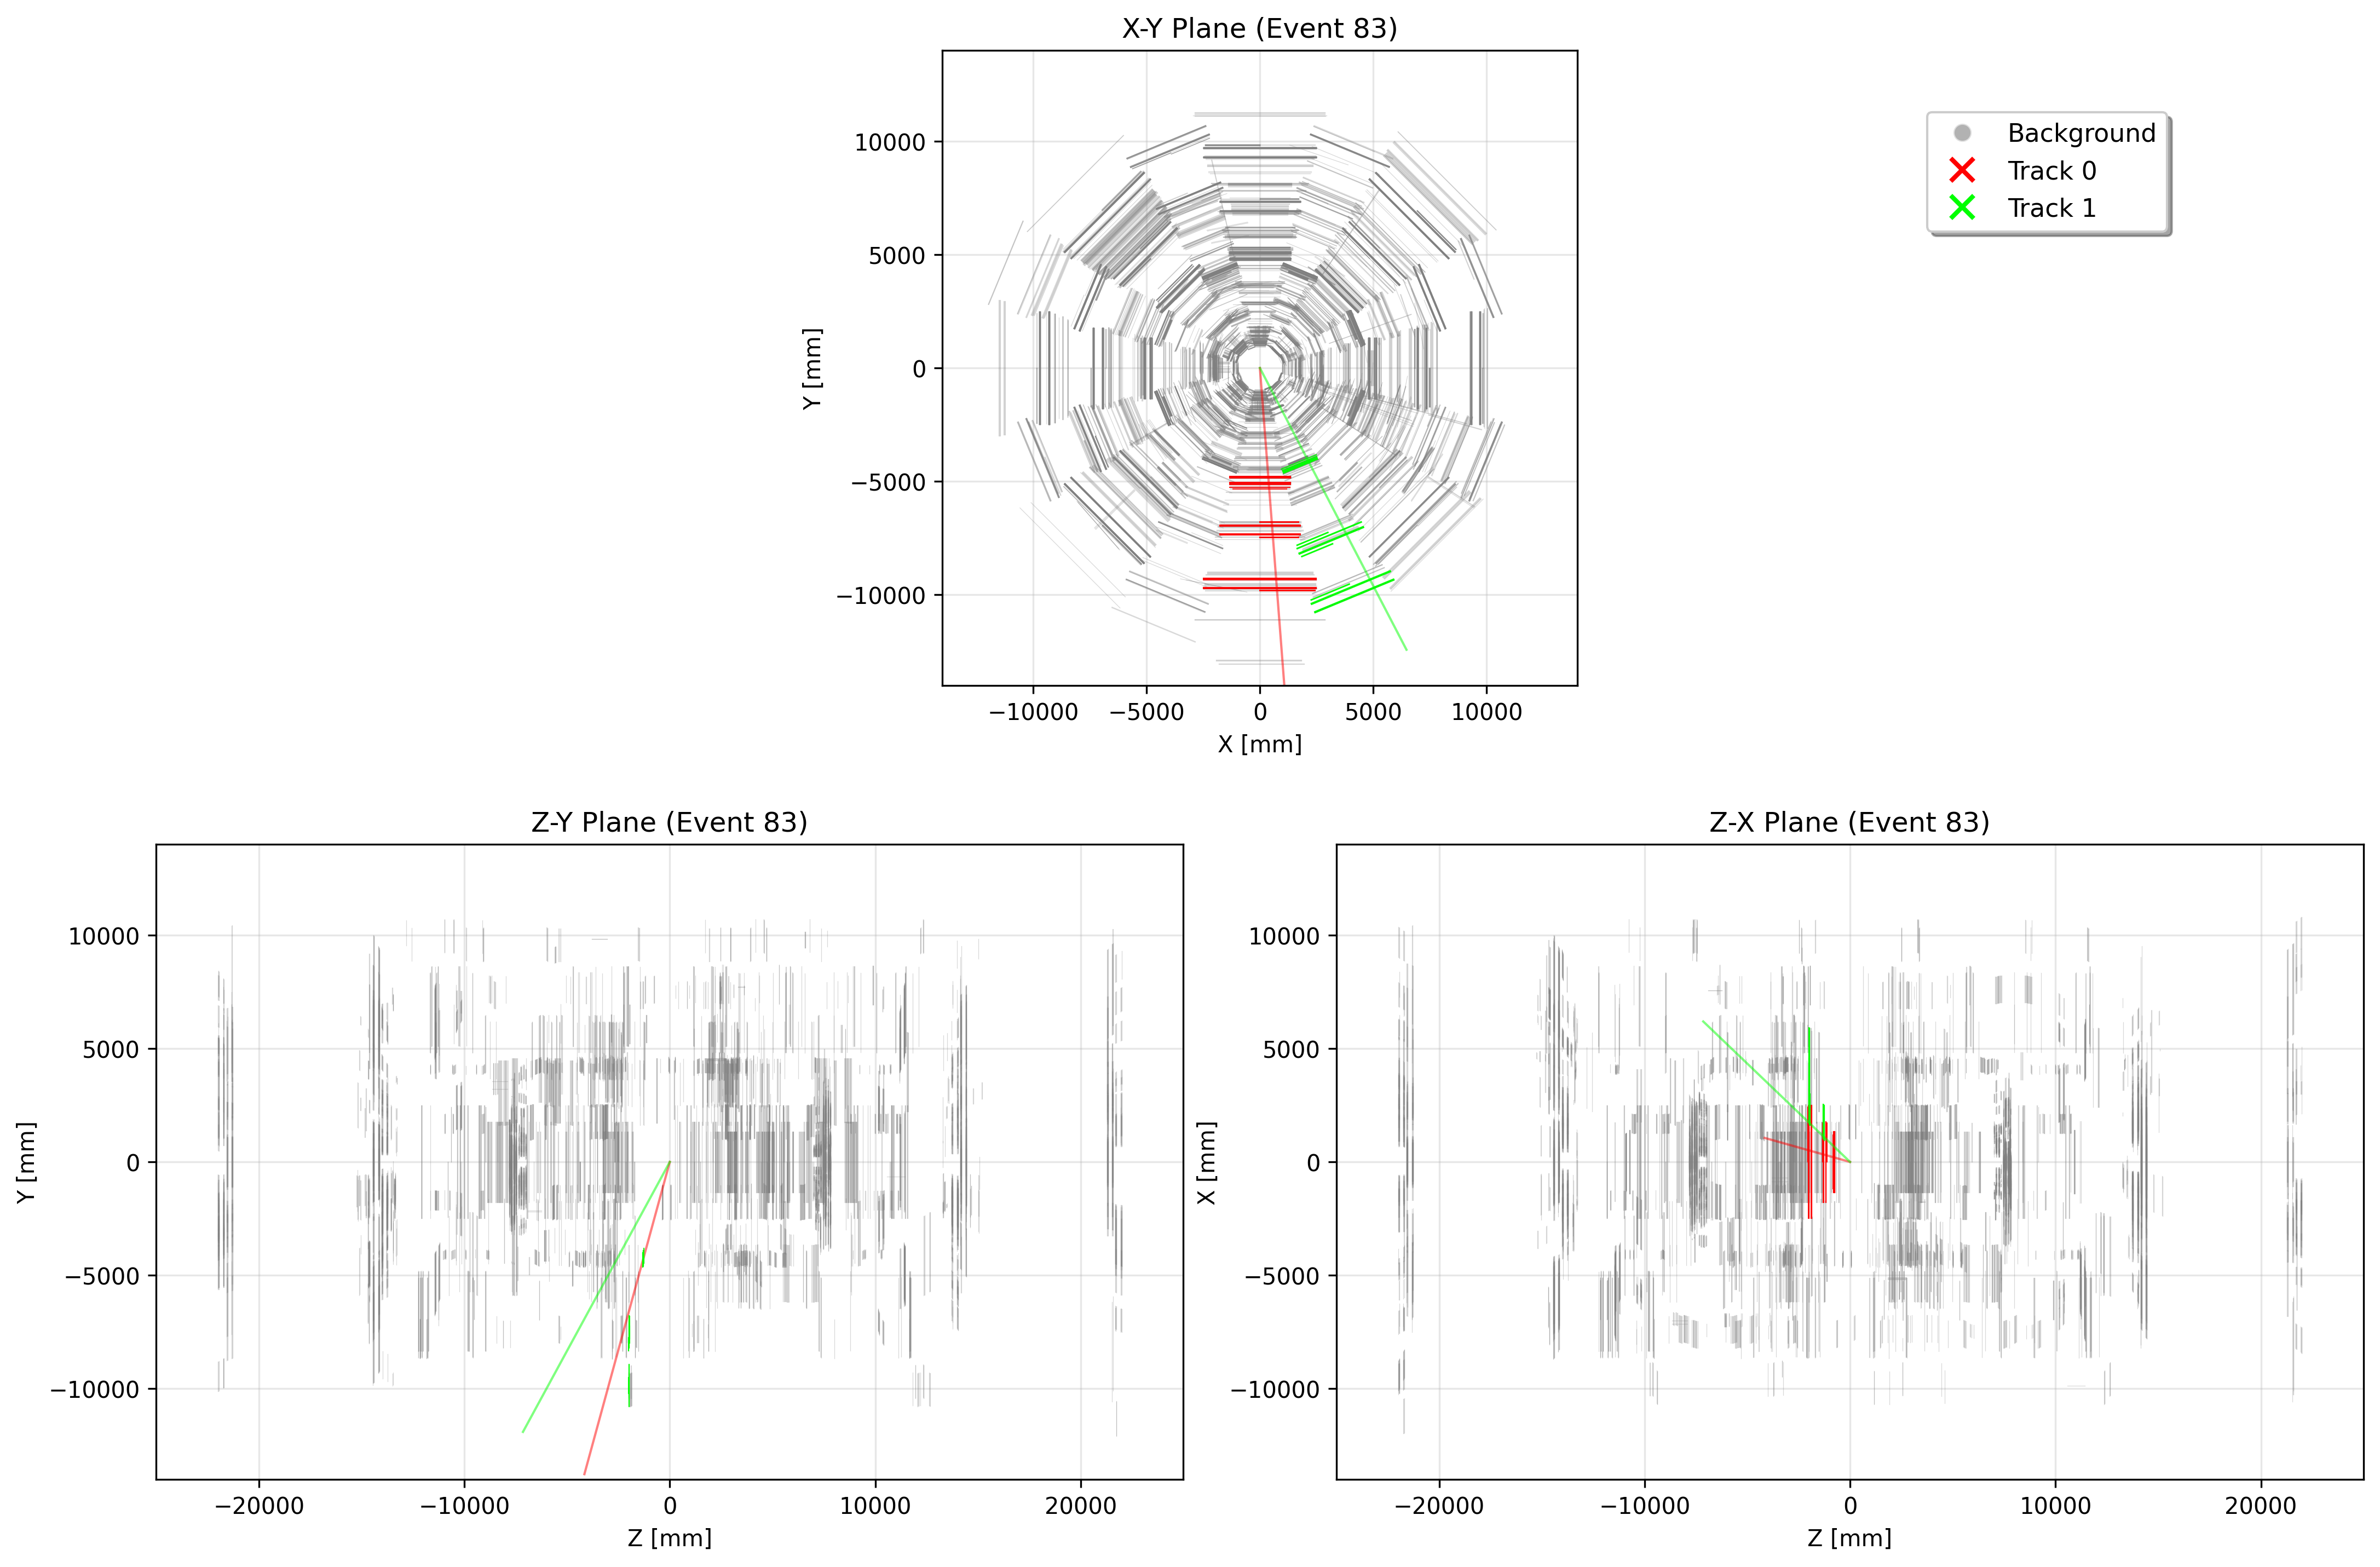 X-Y Plane (Event 83)
10000
5000
0
−5000
−10000
Y [mm]
−10000 −5000 0 5000 10000
X [mm]
Background
Track 0
Track 1
Z-Y Plane (Event 83)
10000
5000
0
−5000
−10000
Y [mm]
−20000 −10000 0 10000 20000
Z [mm]
Z-X Plane (Event 83)
10000
5000
0
−5000
−10000
X [mm]
−20000 −10000 0 10000 20000
Z [mm]